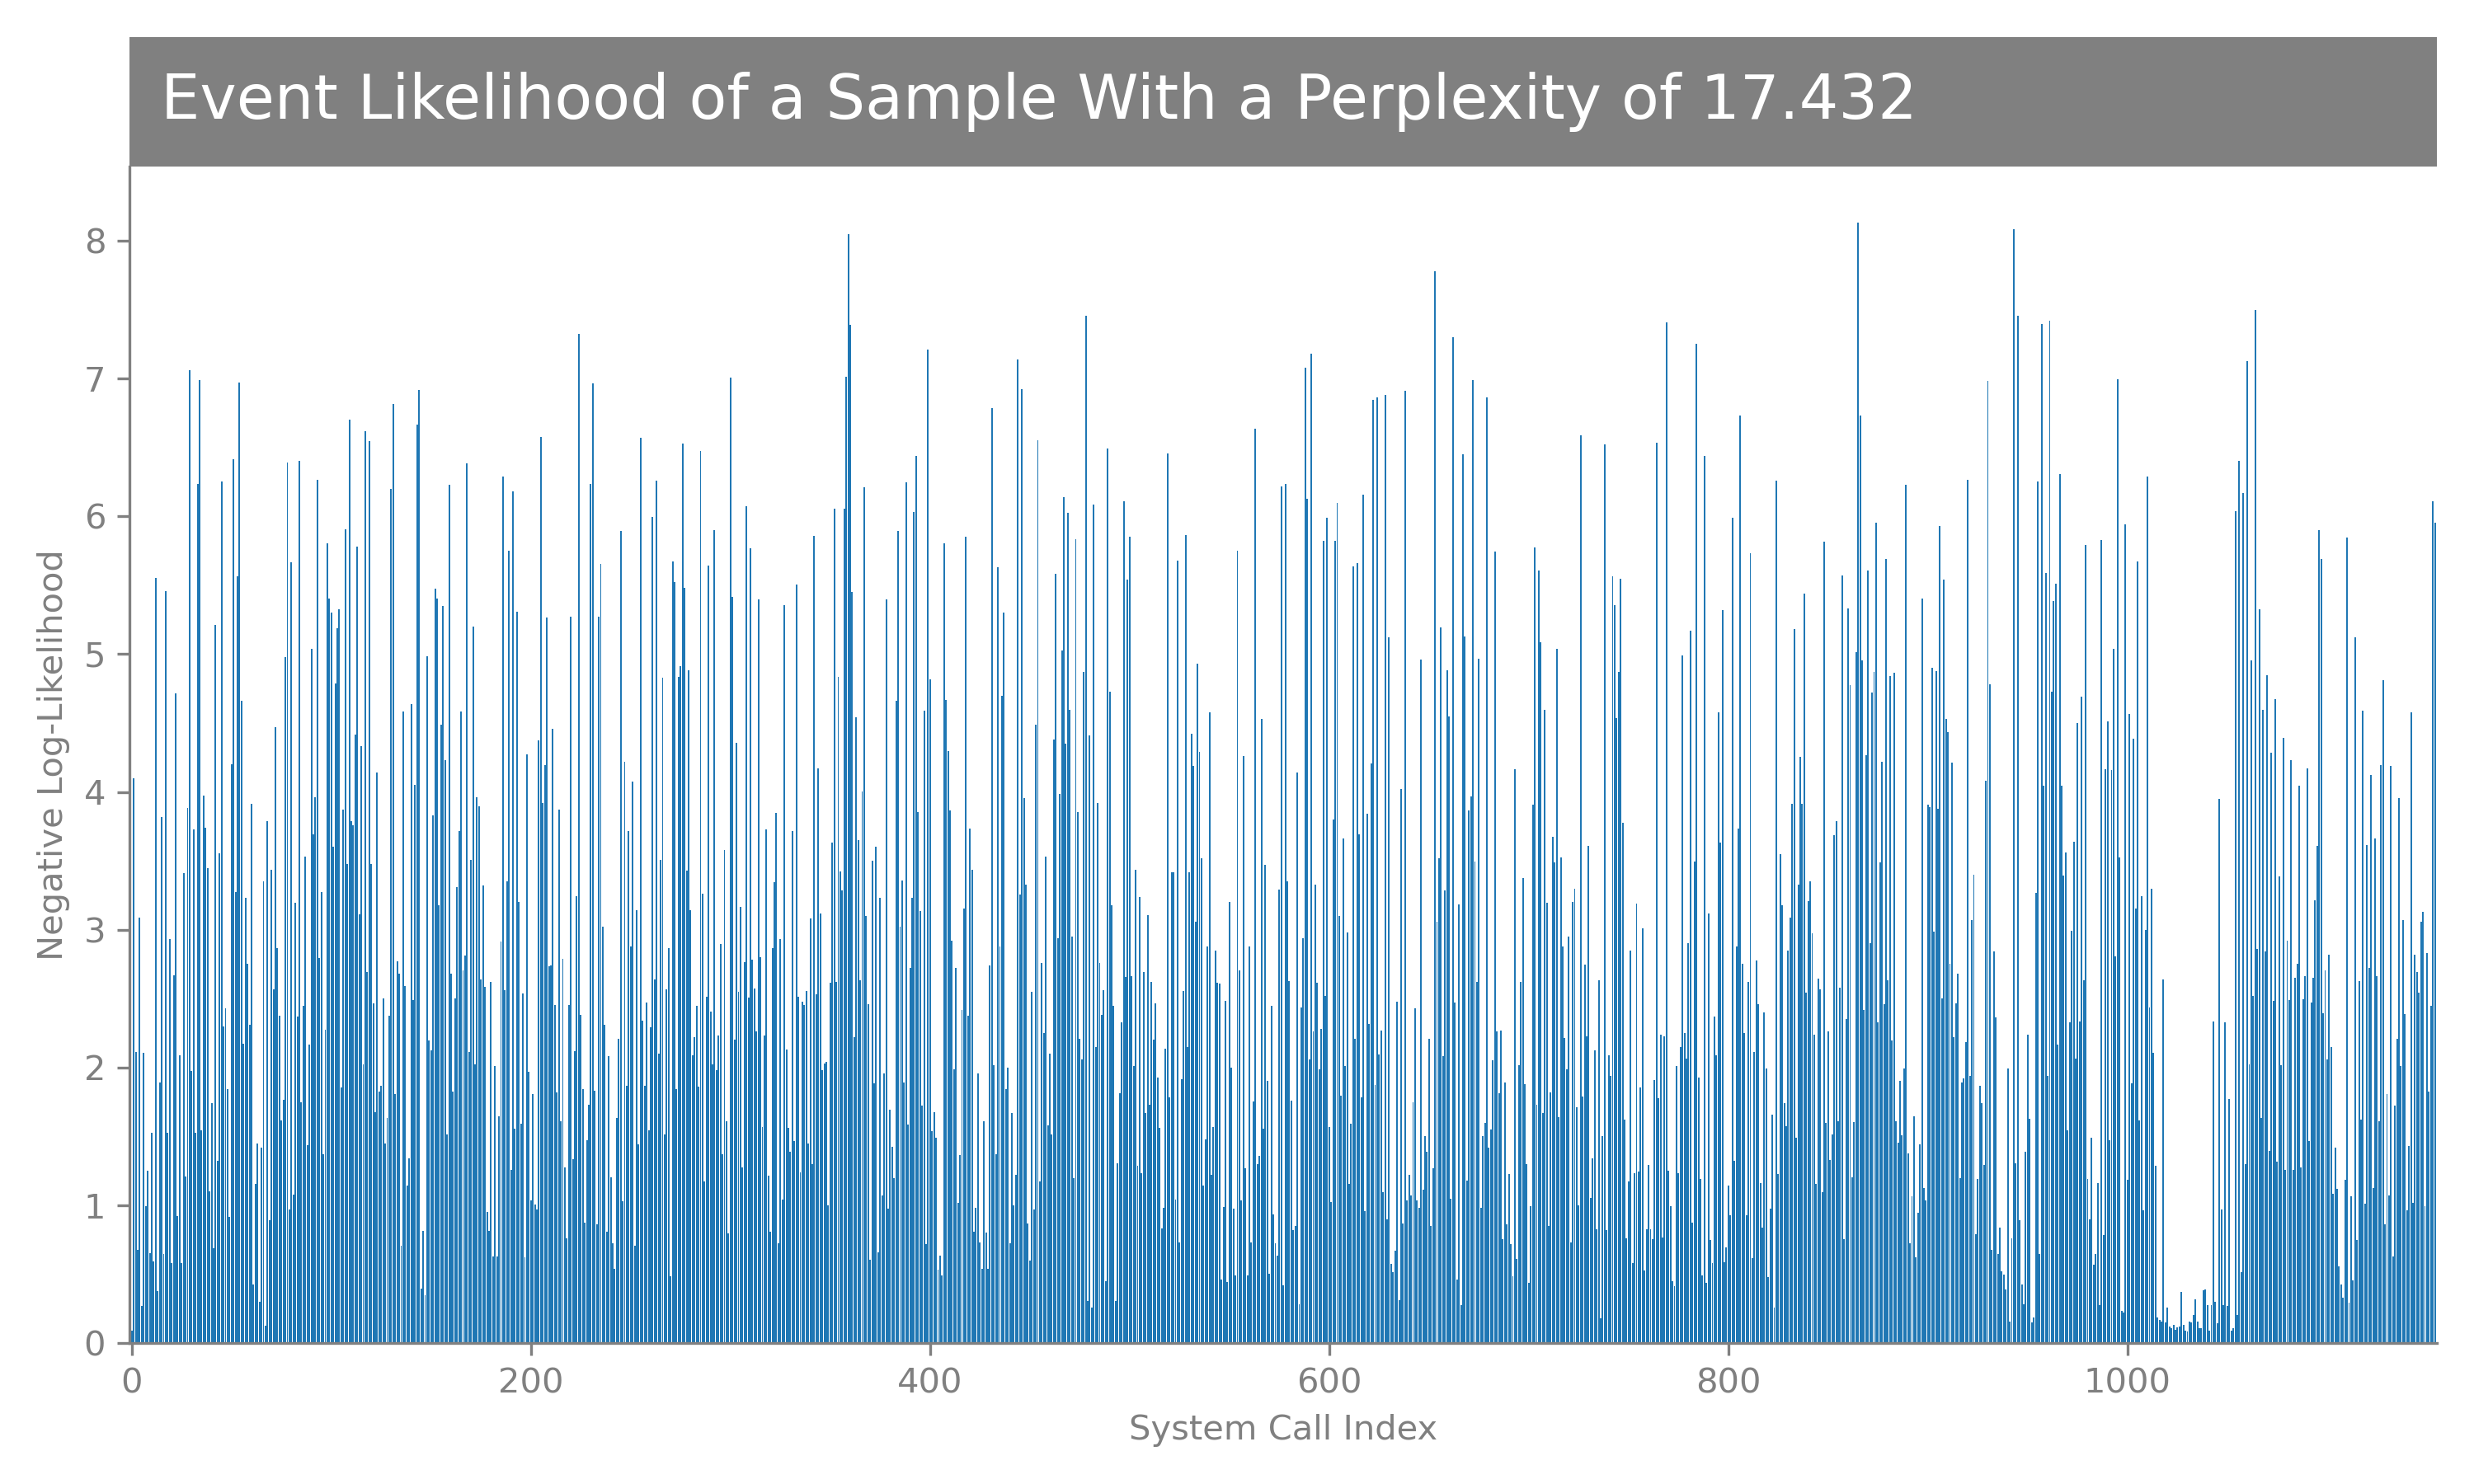 Event Likelihood of a Sample With a Perplexity of 17.432
8
7
6
5
4
3
2
1
0
Negative Log-Likelihood
0 200 400 600 800 1000
System Call Index